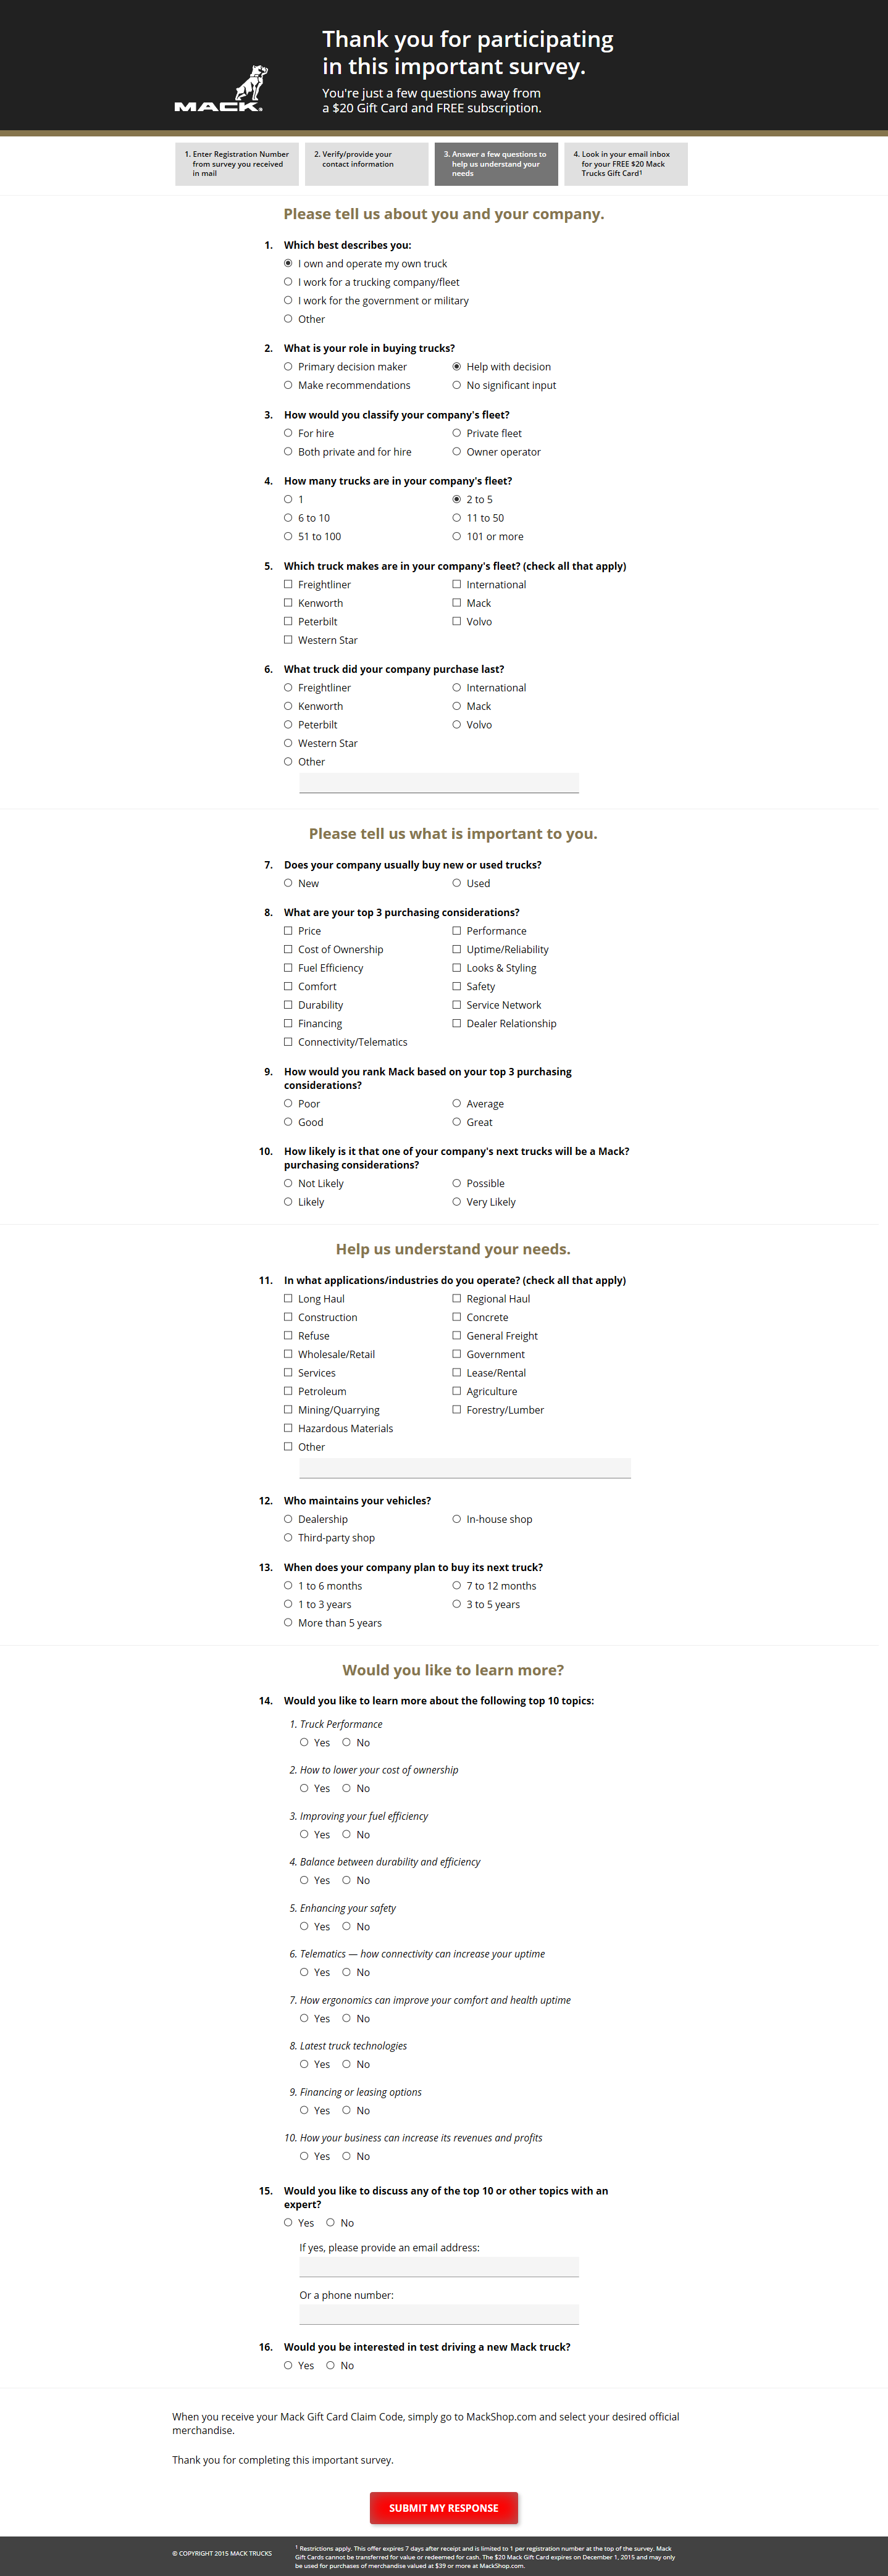 Thank you for participating
in this important survey.
You're just a few questions away from
a $20 Gift Card and FREE subscription.
MACK
1. Enter Registration Number
from survey you received
in mail
2. Verify/provide your
contact information
3. Answer a few questions to
help us understand your
needs
4. Look in your email inbox
for your FREE $20 Mack
Trucks Gift Card¹
Please tell us about you and your company.
1. Which best describes you:
I own and operate my own truck
I work for a trucking company/fleet
I work for the government or military
Other
2. What is your role in buying trucks?
Primary decision maker Help with decision
Make recommendations No significant input
3. How would you classify your company's fleet?
For hire Private fleet
Both private and for hire Owner operator
4. How many trucks are in your company's fleet?
1 2 to 5
6 to 10 11 to 50
51 to 100 101 or more
5. Which truck makes are in your company's fleet? (check all that apply)
Freightliner International
Kenworth Mack
Peterbilt Volvo
Western Star
6. What truck did your company purchase last?
Freightliner International
Kenworth Mack
Peterbilt Volvo
Western Star
Other
Please tell us what is important to you.
7. Does your company usually buy new or used trucks?
New Used
8. What are your top 3 purchasing considerations?
Price Performance
Cost of Ownership Uptime/Reliability
Fuel Efficiency Looks & Styling
Comfort Safety
Durability Service Network
Financing Dealer Relationship
Connectivity/Telematics
9. How would you rank Mack based on your top 3 purchasing
considerations?
Poor Average
Good Great
10. How likely is it that one of your company's next trucks will be a Mack?
purchasing considerations?
Not Likely Possible
Likely Very Likely
Help us understand your needs.
11. In what applications/industries do you operate? (check all that apply)
Long Haul Regional Haul
Construction Concrete
Refuse General Freight
Wholesale/Retail Government
Services Lease/Rental
Petroleum Agriculture
Mining/Quarrying Forestry/Lumber
Hazardous Materials
Other
12. Who maintains your vehicles?
Dealership In-house shop
Third-party shop
13. When does your company plan to buy its next truck?
1 to 6 months 7 to 12 months
1 to 3 years 3 to 5 years
More than 5 years
Would you like to learn more?
14. Would you like to learn more about the following top 10 topics:
1. Truck Performance
Yes No
2. How to lower your cost of ownership
Yes No
3. Improving your fuel efficiency
Yes No
4. Balance between durability and efficiency
Yes No
5. Enhancing your safety
Yes No
6. Telematics — how connectivity can increase your uptime
Yes No
7. How ergonomics can improve your comfort and health uptime
Yes No
8. Latest truck technologies
Yes No
9. Financing or leasing options
Yes No
10. How your business can increase its revenues and profits
Yes No
15. Would you like to discuss any of the top 10 or other topics with an
expert?
Yes No
If yes, please provide an email address:
Or a phone number:
16. Would you be interested in test driving a new Mack truck?
Yes No
When you receive your Mack Gift Card Claim Code, simply go to MackShop.com and select your desired official
merchandise.
Thank you for completing this important survey.
SUBMIT MY RESPONSE
© COPYRIGHT 2015 MACK TRUCKS
¹ Restrictions apply. This offer expires 7 days after receipt and is limited to 1 per registration number at the top of the survey. Mack
Gift Cards cannot be transferred for value or redeemed for cash. The $20 Mack Gift Card expires on December 1, 2015 and may only
be used for purchases of merchandise valued at $39 or more at MackShop.com.